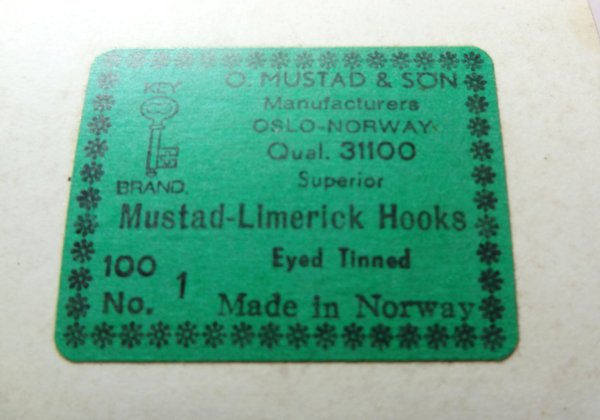 KEY
BRAND.
O. MUSTAD & SON
Manufacturers
OSLO-NORWAY
Qual. 31100
Superior
Mustad-Limerick Hooks
Eyed Tinned
100
No. 1
Made in Norway